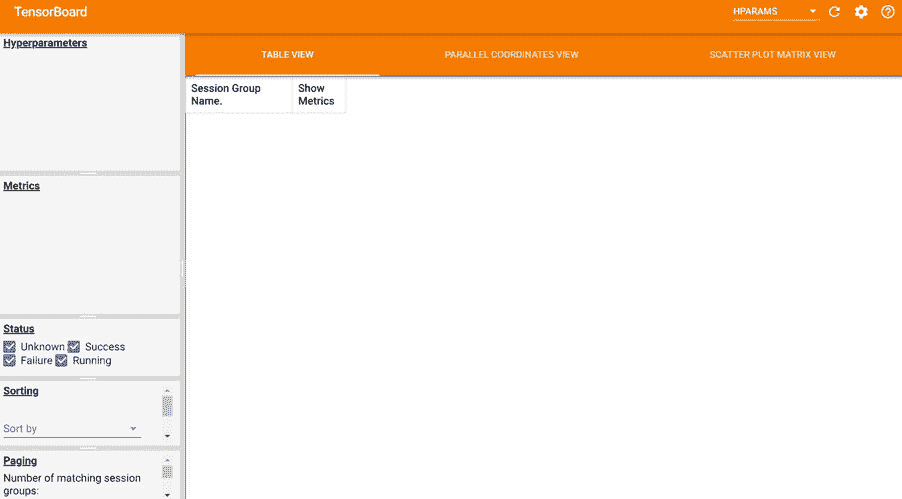 TensorBoard
HPARAMS
Hyperparameters
TABLE VIEW
PARALLEL COORDINATES VIEW
SCATTER PLOT MATRIX VIEW
Session Group
Name.
Show
Metrics
Metrics
Status
Unknown Success
Failure Running
Sorting
Sort by
Paging
Number of matching session
groups: